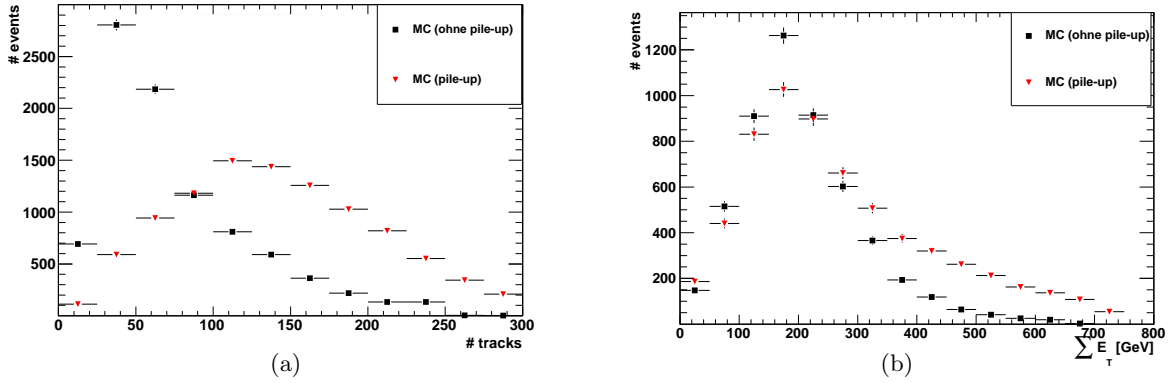 # events
2500
2000
1500
1000
500
0 50 100 150 200 250 300
# tracks
MC (ohne pile-up)
MC (pile-up)
(a)
# events
1200
1000
800
600
400
200
0 100 200 300 400 500 600 700 800
∑ E_T [GeV]
MC (ohne pile-up)
MC (pile-up)
(b)